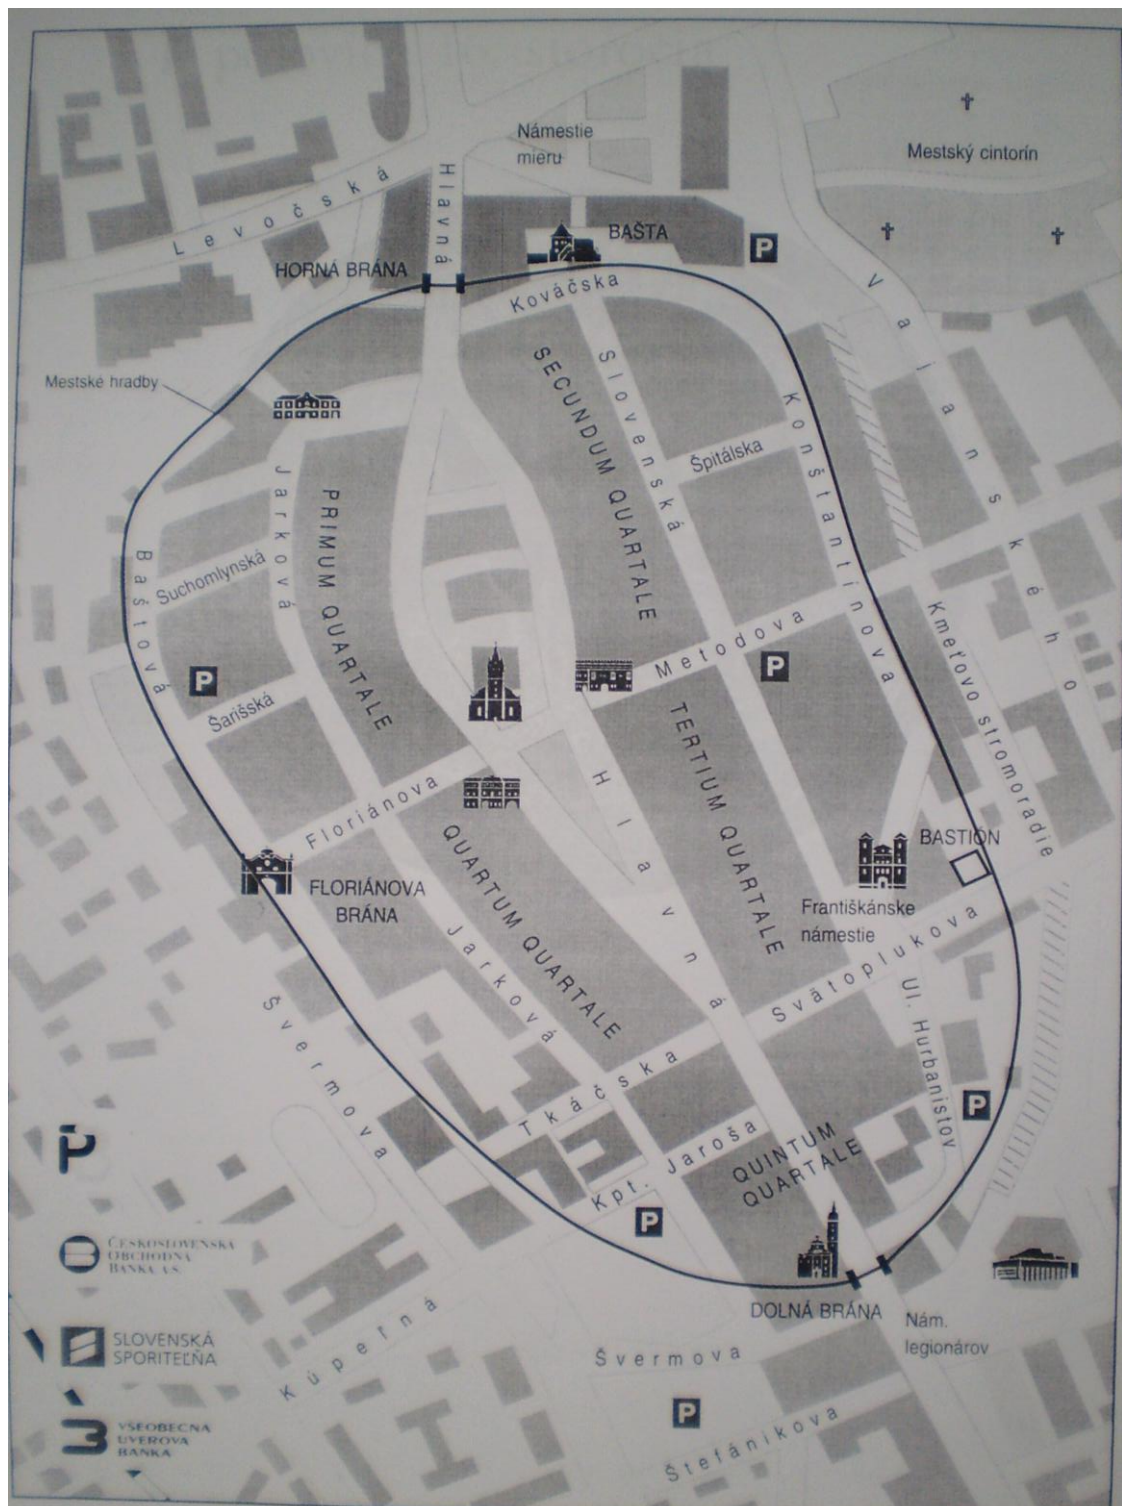 Námestie
mieru
Mestský cintorín
Levočská
Hlavná
BAŠTA
P
HORNÁ BRÁNA
Kováčska
Vajanského
Mestské hradby
SECUNDUM QUARTALE
Slovenská
Konštantínova
Špitálska
Jarková
PRIMUM QUARTALE
Baštová
Suchomlynská
Kmeťovo stromoradie
Metodova
P
P
Šarišská
TERTIUM QUARTALE
Hlavná
Floriánova
QUARTUM QUARTALE
BASTIÓN
FLORIÁNOVA
BRÁNA
Františkánske
námestie
Jarková
Svätoplukova
Ul. Hurbanistov
Švermova
Tkáčska
P
Kpt. Jaroša
QUINTUM
QUARTALE
P
P
ČESKOSLOVENSKÁ
OBCHODNÁ
BANKA A.S.
DOLNÁ BRÁNA
Nám.
legionárov
SLOVENSKÁ
SPORITEĽŇA
Kúpeľná
Švermova
P
VŠEOBECNÁ
ÚVEROVÁ
BANKA
Štefánikova